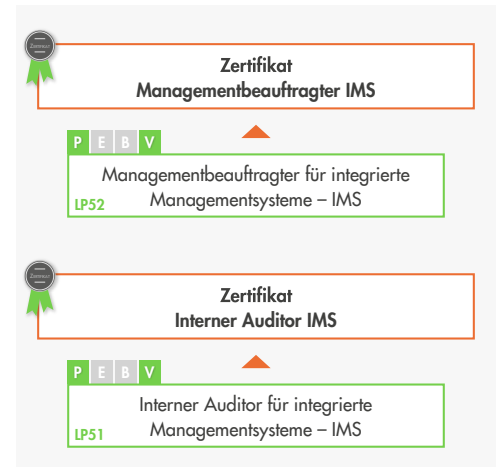 Zertifikat
Managementbeauftragter IMS
P E B V
Managementbeauftragter für integrierte
LP52 Managementsysteme – IMS
Zertifikat
Interner Auditor IMS
P E B V
Interner Auditor für integrierte
LP51 Managementsysteme – IMS